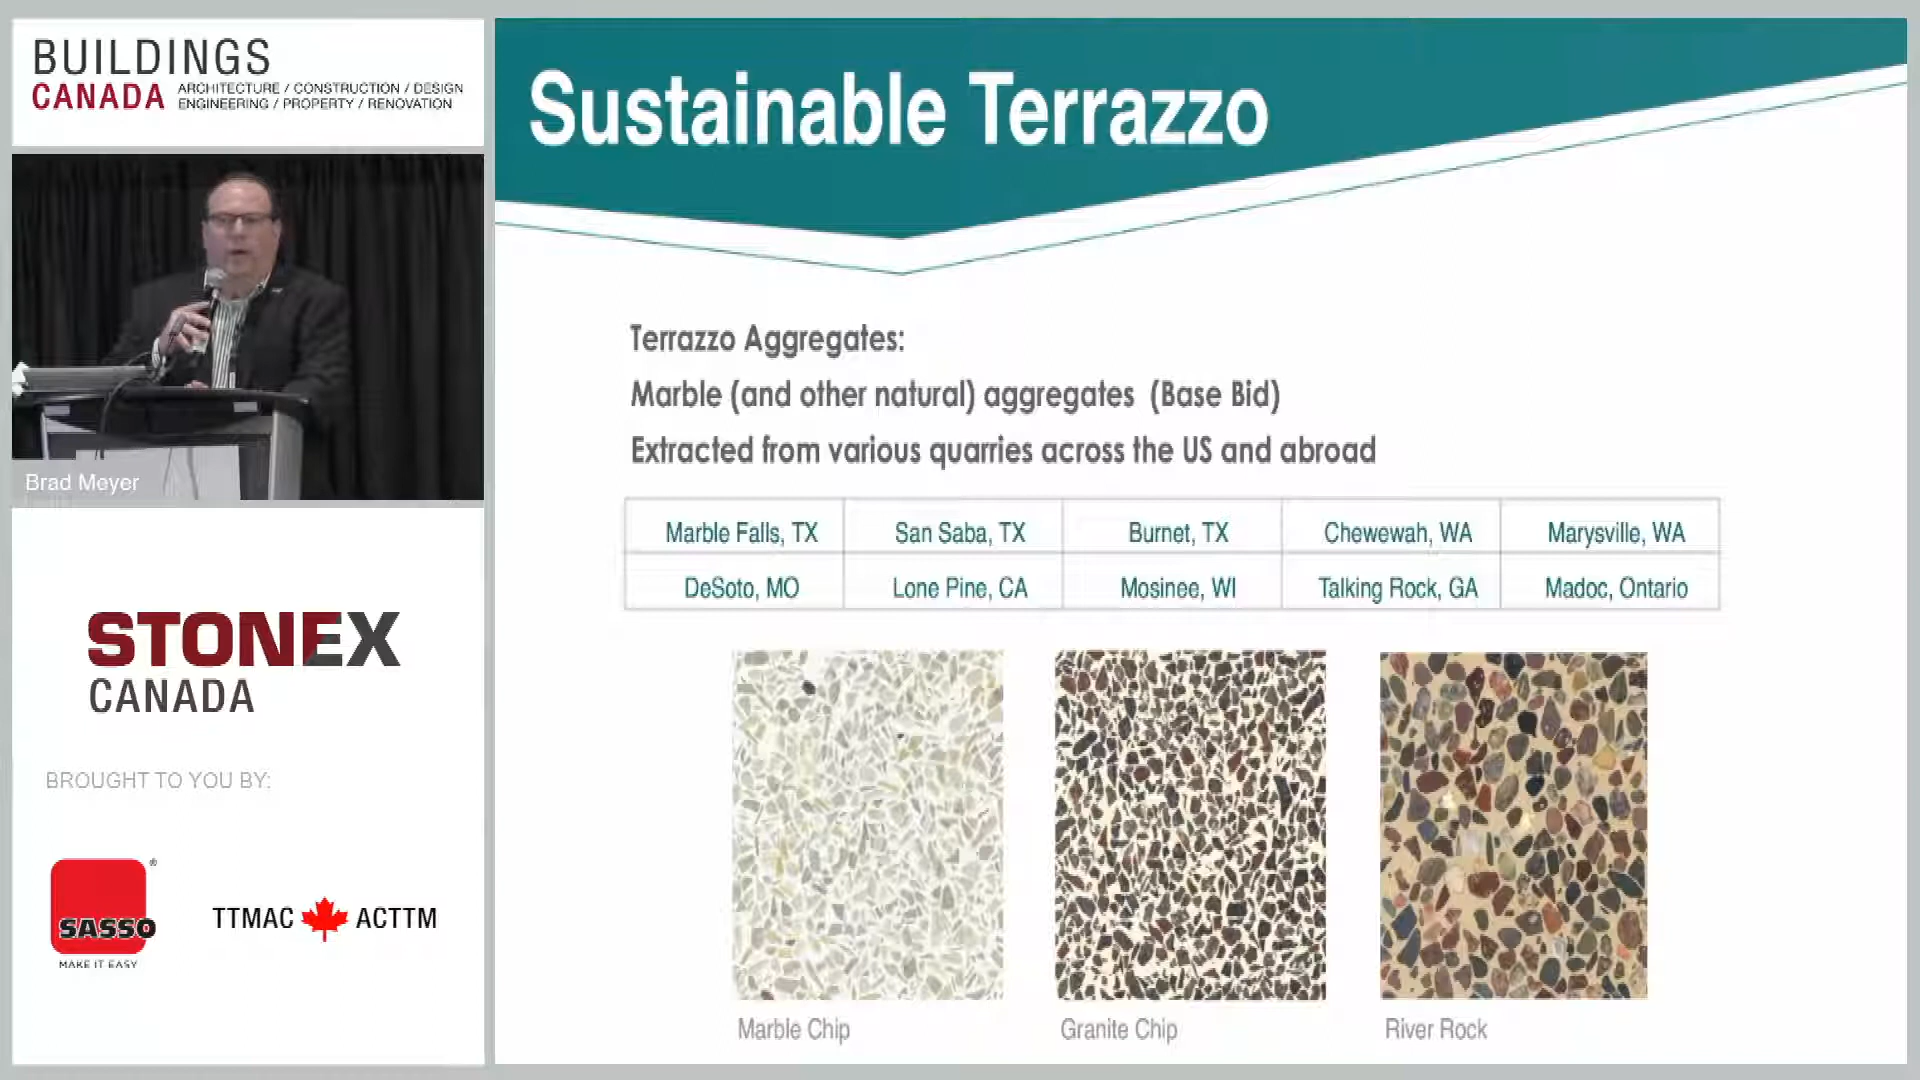 BUILDINGS
CANADA
ARCHITECTURE / CONSTRUCTION / DESIGN
ENGINEERING / PROPERTY / RENOVATION
Brad Meyer
STONEX
CANADA
BROUGHT TO YOU BY:
SASSO
®
MAKE IT EASY
TTMAC ACTTM
Sustainable Terrazzo
Terrazzo Aggregates:
Marble (and other natural) aggregates (Base Bid)
Extracted from various quarries across the US and abroad
Marble Falls, TX San Saba, TX Burnet, TX Chewewah, WA Marysville, WA
DeSoto, MO Lone Pine, CA Mosinee, WI Talking Rock, GA Madoc, Ontario
Marble Chip Granite Chip River Rock